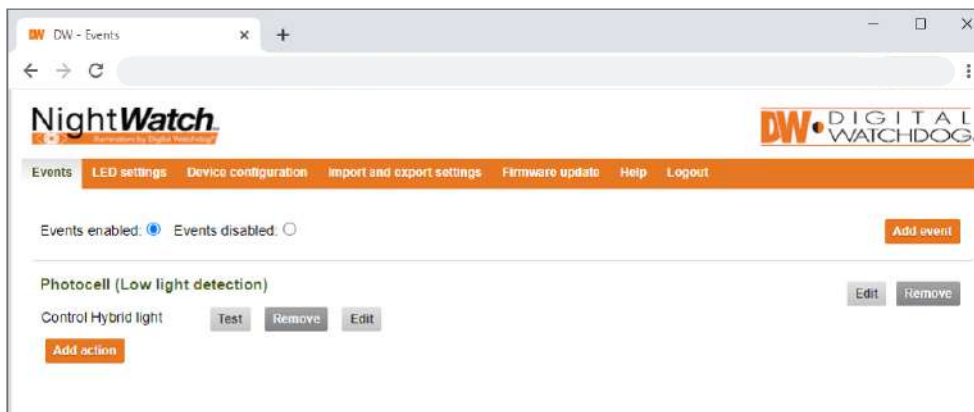 DW DW - Events
NightWatch
DW DIGITAL WATCHDOG
Events LED settings Device configuration Import and export settings Firmware update Help Logout
Events enabled: Events disabled: Add event
Photocell (Low light detection) Edit Remove
Control Hybrid light Test Remove Edit
Add action